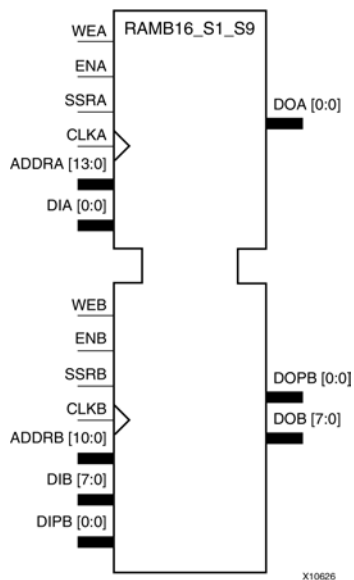 RAMB16_S1_S9
WEA
ENA
SSRA
DOA [0:0]
CLKA
ADDRA [13:0]
DIA [0:0]
WEB
ENB
SSRB
DOPB [0:0]
CLKB
DOB [7:0]
ADDRB [10:0]
DIB [7:0]
DIPB [0:0]
X10626